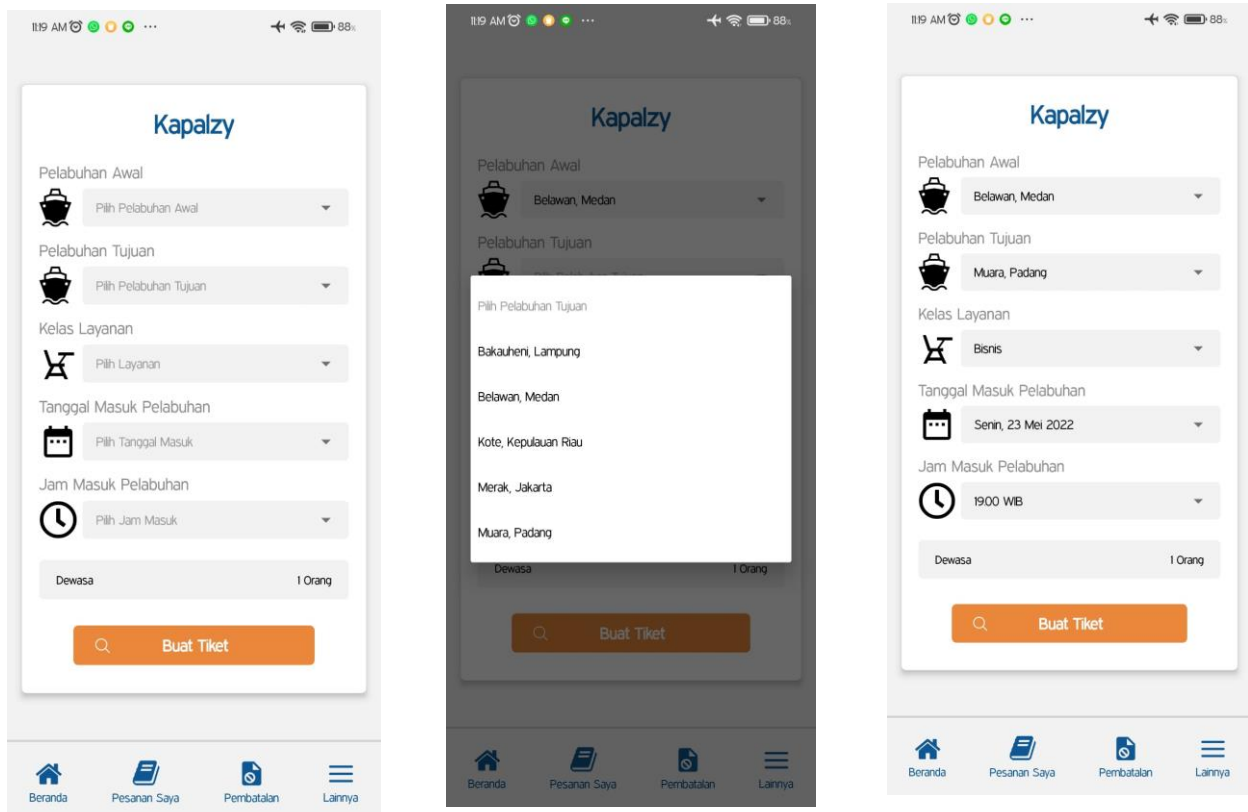 11:19 AM
88%
Kapalzy
Pelabuhan Awal
Pilih Pelabuhan Awal
Pelabuhan Tujuan
Pilih Pelabuhan Tujuan
Kelas Layanan
Pilih Layanan
Tanggal Masuk Pelabuhan
Pilih Tanggal Masuk
Jam Masuk Pelabuhan
Pilih Jam Masuk
Dewasa 1 Orang
Buat Tiket
Beranda Pesanan Saya Pembatalan Lainnya
11:19 AM
88%
Kapalzy
Pelabuhan Awal
Belawan, Medan
Pelabuhan Tujuan
Pilih Pelabuhan Tujuan
Pilih Pelabuhan Tujuan
Bakauheni, Lampung
Belawan, Medan
Kote, Kepulauan Riau
Merak, Jakarta
Muara, Padang
Dewasa 1 Orang
Buat Tiket
Beranda Pesanan Saya Pembatalan Lainnya
11:19 AM
88%
Kapalzy
Pelabuhan Awal
Belawan, Medan
Pelabuhan Tujuan
Muara, Padang
Kelas Layanan
Bisnis
Tanggal Masuk Pelabuhan
Senin, 23 Mei 2022
Jam Masuk Pelabuhan
19:00 WIB
Dewasa 1 Orang
Buat Tiket
Beranda Pesanan Saya Pembatalan Lainnya